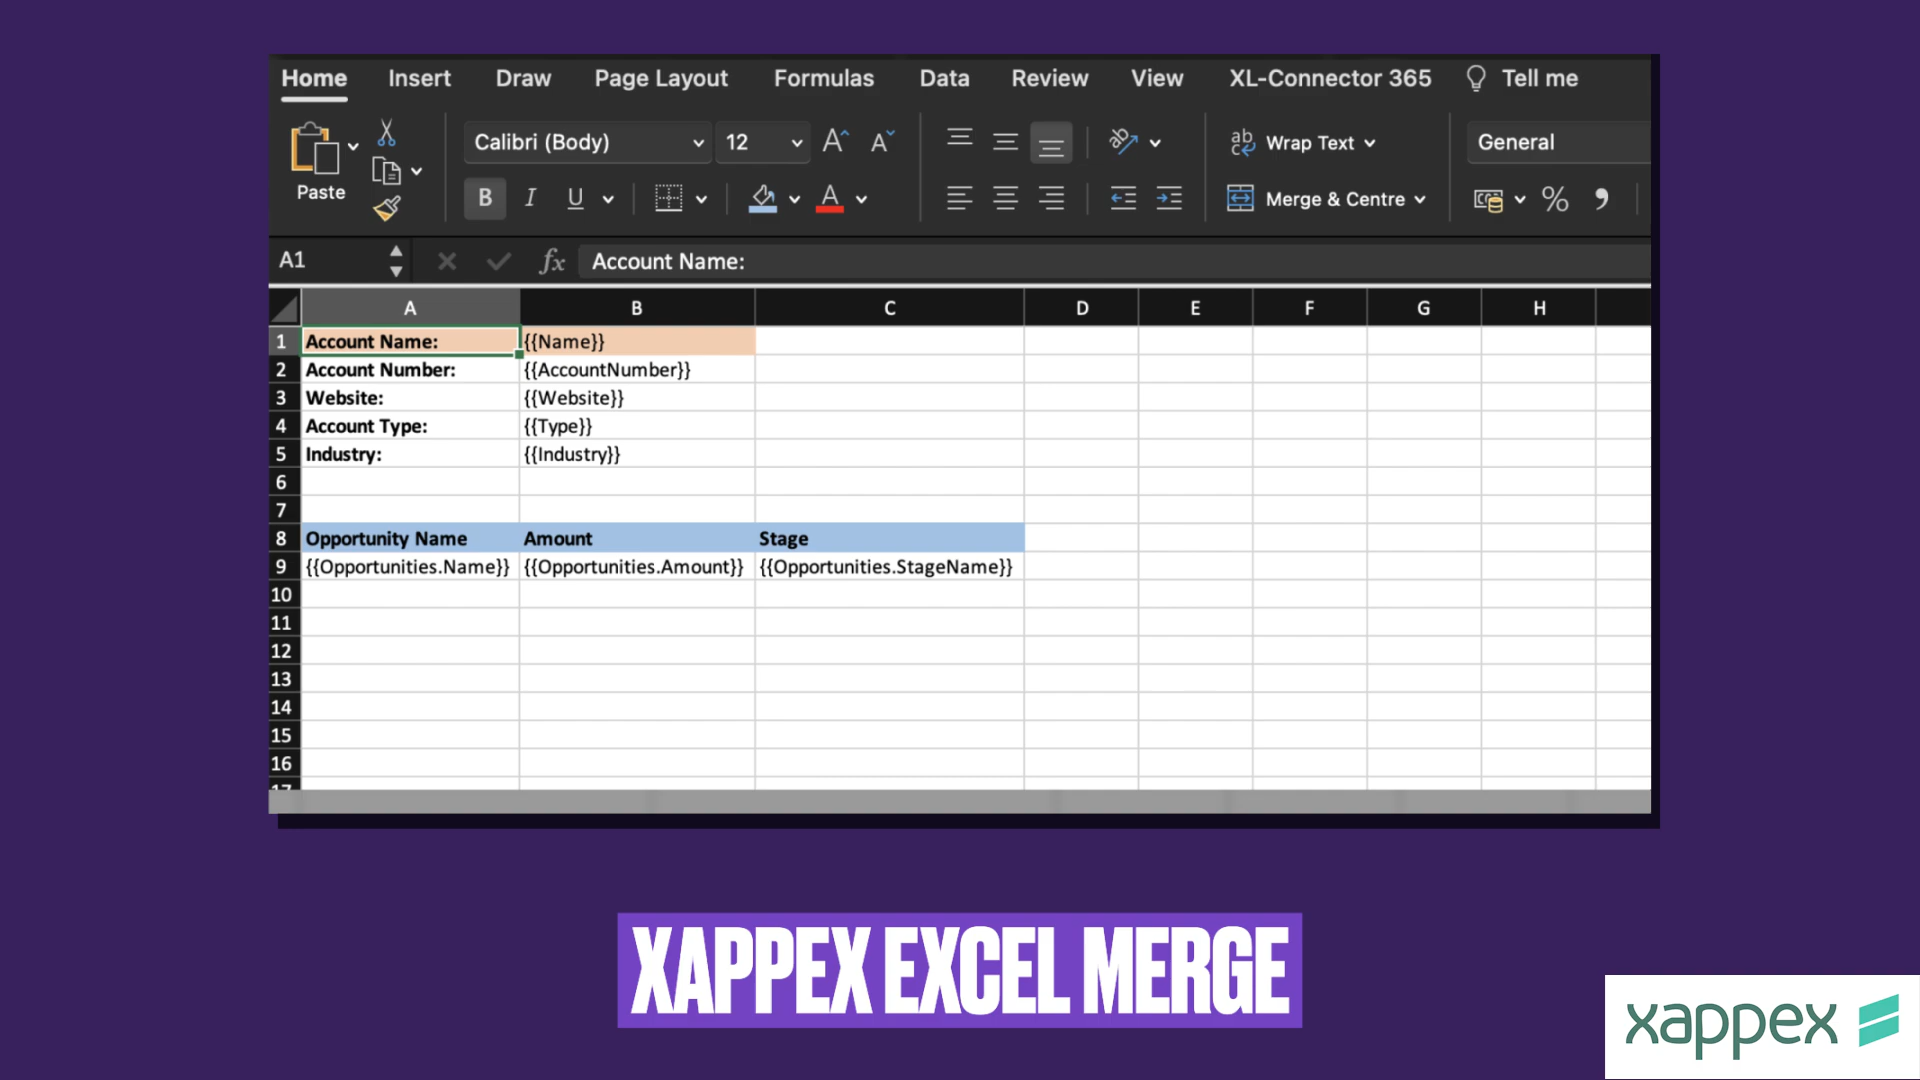 Home Insert Draw Page Layout Formulas Data Review View XL-Connector 365 Tell me
Calibri (Body) 12 A A ab Wrap Text General
Paste B I U A Merge & Centre % ,
A1 fx Account Name:
A B C D E F G H
1 Account Name: {{Name}}
2 Account Number: {{AccountNumber}}
3 Website: {{Website}}
4 Account Type: {{Type}}
5 Industry: {{Industry}}
6
7
8 Opportunity Name Amount Stage
9 {{Opportunities.Name}} {{Opportunities.Amount}} {{Opportunities.StageName}}
10
11
12
13
14
15
16
17
XAPPEX EXCEL MERGE
xappex